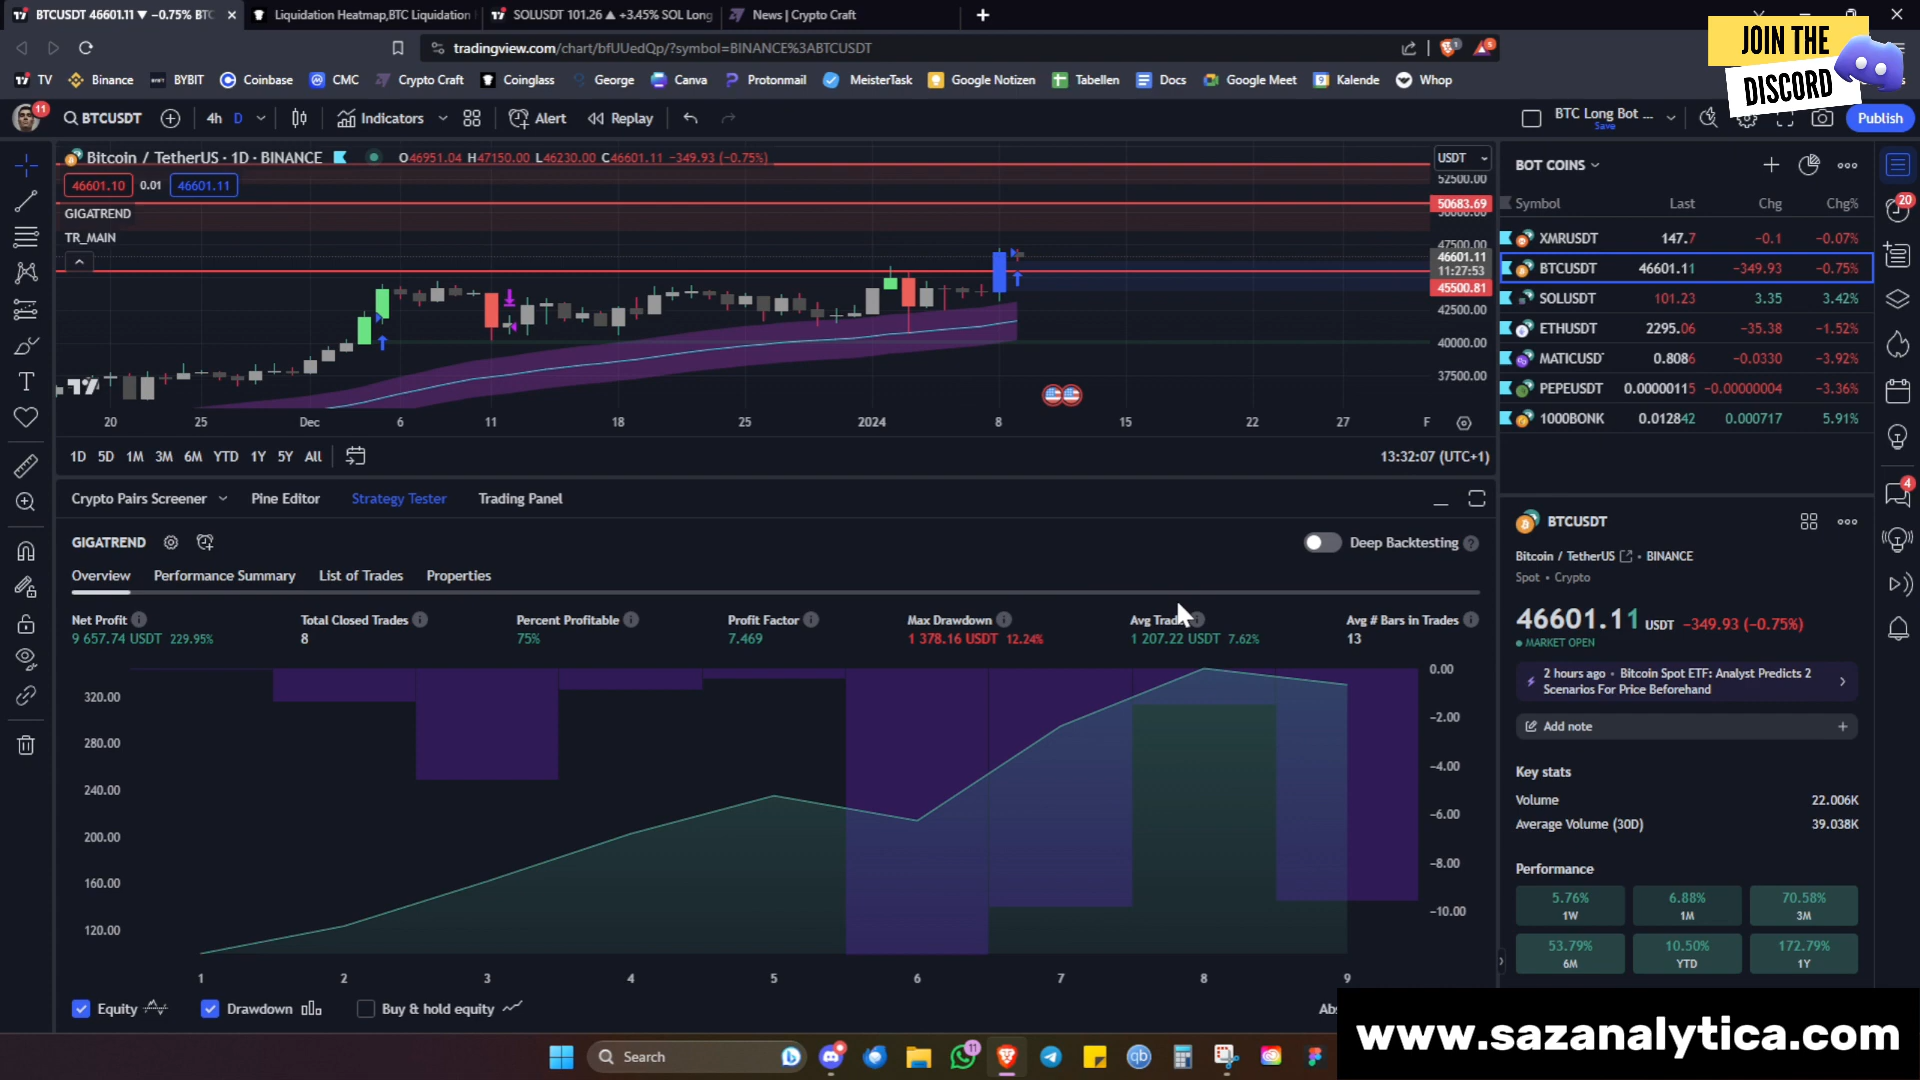 BTCUSDT 46601.11 ▼ −0.75% BTC
Liquidation Heatmap,BTC Liquidation
SOLUSDT 101.26 ▲ +3.45% SOL Long
News | Crypto Craft
tradingview.com/chart/bfUUedQp/?symbol=BINANCE%3ABTCUSDT
JOIN THE
DISCORD
TV Binance BYBIT Coinbase CMC Crypto Craft Coinglass George Canva Protonmail MeisterTask Google Notizen Tabellen Docs Google Meet Kalende Whop
11
BTCUSDT 4h D Indicators Alert Replay
BTC Long Bot ...
Save
Publish
Bitcoin / TetherUS · 1D · BINANCE O46951.04 H47150.00 L46230.00 C46601.11 −349.93 (−0.75%)
USDT
46601.10 0.01 46601.11
GIGATREND
TR_MAIN
52500.00
50683.69
50000.00
47500.00
46601.11
11:27:53
45500.81
42500.00
40000.00
37500.00
20 25 Dec 6 11 18 25 2024 8 15 22 27 F
1D 5D 1M 3M 6M YTD 1Y 5Y All
13:32:07 (UTC+1)
Crypto Pairs Screener Pine Editor Strategy Tester Trading Panel
GIGATREND
Deep Backtesting
Overview Performance Summary List of Trades Properties
Net Profit Total Closed Trades Percent Profitable Profit Factor Max Drawdown Avg Trade Avg # Bars in Trades
9 657.74 USDT 229.95% 8 75% 7.469 1 378.16 USDT 12.24% 1 207.22 USDT 7.62% 13
320.00
280.00
240.00
200.00
160.00
120.00
0.00
−2.00
−4.00
−6.00
−8.00
−10.00
1 2 3 4 5 6 7 8 9
Equity Drawdown Buy & hold equity
Abs
BOT COINS
Symbol Last Chg Chg%
XMRUSDT 147.7 −0.1 −0.07%
BTCUSDT 46601.11 −349.93 −0.75%
SOLUSDT 101.23 3.35 3.42%
ETHUSDT 2295.06 −35.38 −1.52%
MATICUSD 0.8086 −0.0330 −3.92%
PEPEUSDT 0.00000115 −0.00000004 −3.36%
1000BONK 0.012842 0.000717 5.91%
20
4
BTCUSDT
Bitcoin / TetherUS • BINANCE
Spot • Crypto
46601.11 USDT −349.93 (−0.75%)
MARKET OPEN
2 hours ago • Bitcoin Spot ETF: Analyst Predicts 2
Scenarios For Price Beforehand
Add note
Key stats
Volume 22.006K
Average Volume (30D) 39.038K
Performance
5.76% 6.88% 70.58%
1W 1M 3M
53.79% 10.50% 172.79%
6M YTD 1Y
www.sazanalytica.com
Search
11
qb